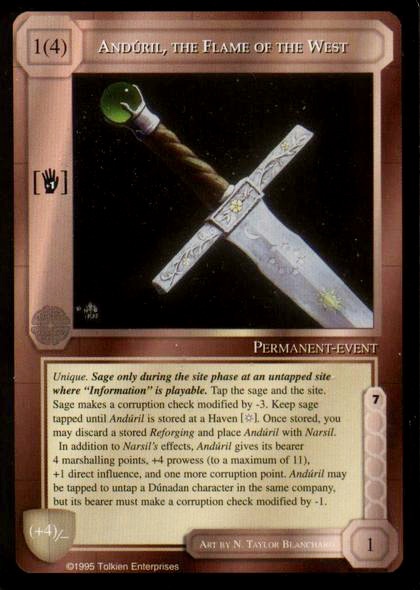 1(4)
ANDÚRIL, THE FLAME OF THE WEST
PERMANENT-EVENT
Unique. Sage only during the site phase at an untapped site
where “Information” is playable. Tap the sage and the site.
Sage makes a corruption check modified by -3. Keep sage
tapped until Andúril is stored at a Haven [ ]. Once stored, you
may discard a stored Reforging and place Andúril with Narsil.
In addition to Narsil's effects, Andúril gives its bearer
4 marshalling points, +4 prowess (to a maximum of 11),
+1 direct influence, and one more corruption point. Andúril may
be tapped to untap a Dúnadan character in the same company,
but its bearer must make a corruption check modified by -1.
7
(+4)/–
ART BY N. TAYLOR BLANCHARD
1
©1995 Tolkien Enterprises